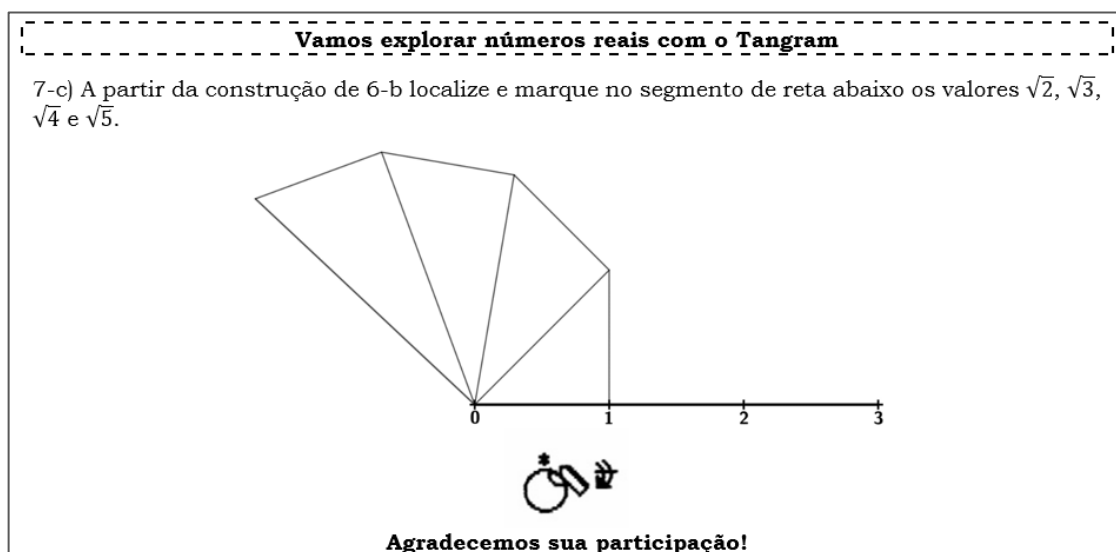 Vamos explorar números reais com o Tangram
7-c) A partir da construção de 6-b localize e marque no segmento de reta abaixo os valores √2, √3,
√4 e √5.
0 1 2 3
Agradecemos sua participação!